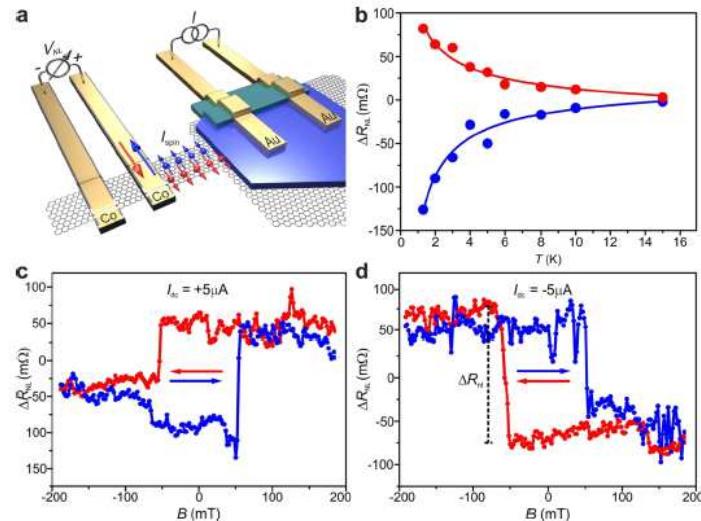 a
V_NL
- +
I
Au
Au
I_spin
Co
Co
b
ΔR_NL (mΩ)
100
50
0
-50
-100
-150
0 2 4 6 8 10 12 14 16
T (K)
c
I_dc = +5μA
ΔR_NL (mΩ)
100
50
0
50
100
150
-200 -100 0 100 200
B (mT)
d
I_dc = -5μA
ΔR_nl
ΔR_NL (mΩ)
100
50
0
-50
-100
-200 -100 0 100 200
B (mT)